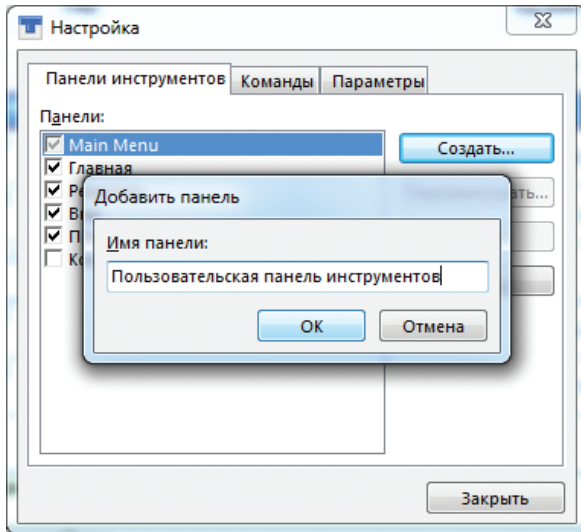 Настройка
Панели инструментов Команды Параметры
Панели:
Main Menu
Создать...
Главная
Добавить панель
Имя панели:
Пользовательская панель инструментов
ОК Отмена
Закрыть